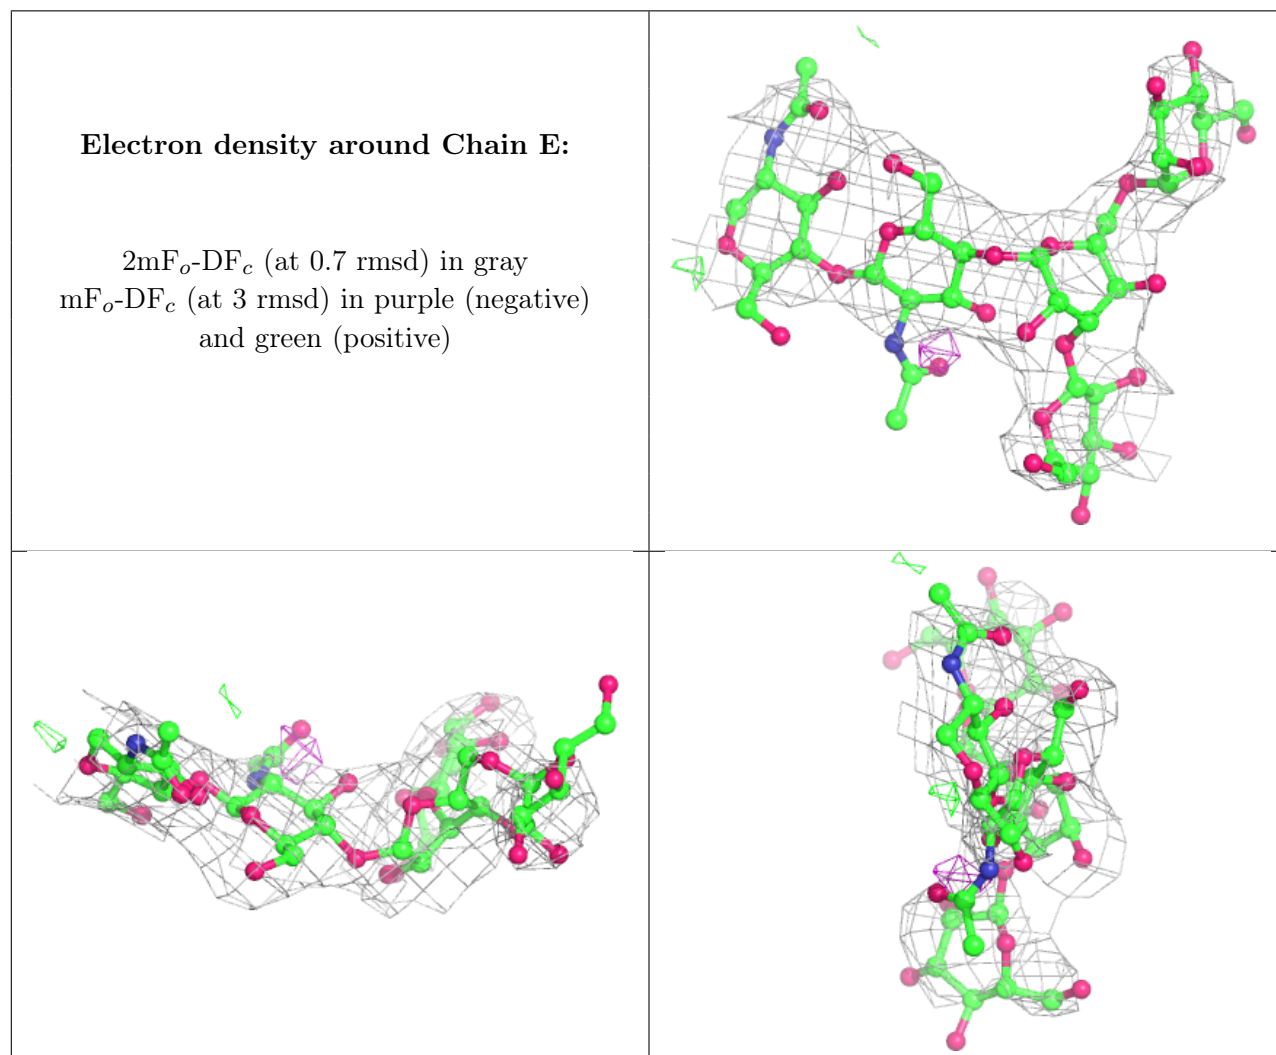 Electron density around Chain E:
2mFo-DFc (at 0.7 rmsd) in gray
mFo-DFc (at 3 rmsd) in purple (negative)
and green (positive)